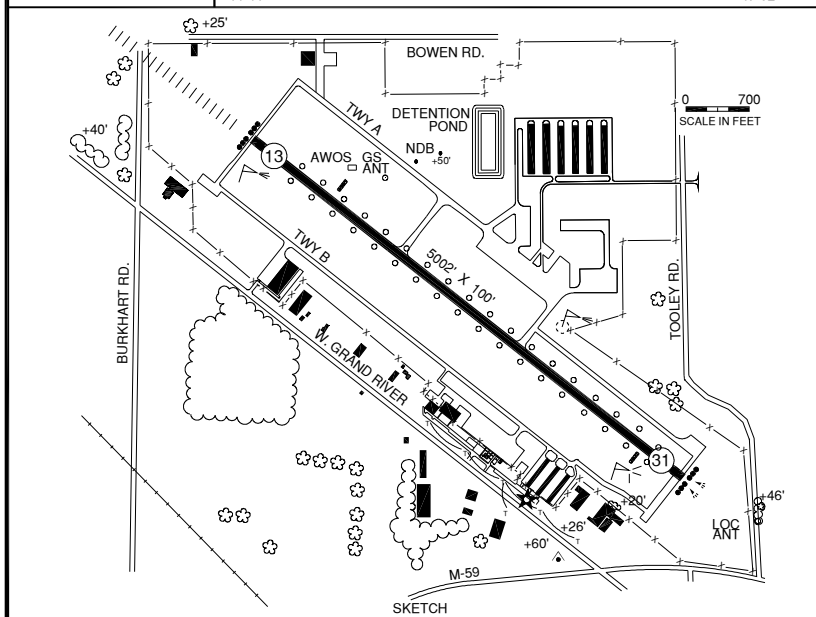 +25'
BOWEN RD.
0 700
SCALE IN FEET
TWY A
DETENTION
POND
+40'
13
AWOS
GS
ANT
NDB
+50'
TWY B
5002' X 100'
TOOLEY RD.
BURKHART RD.
W. GRAND RIVER
31
+20'
+46'
+26'
LOC
ANT
+60'
M-59
SKETCH